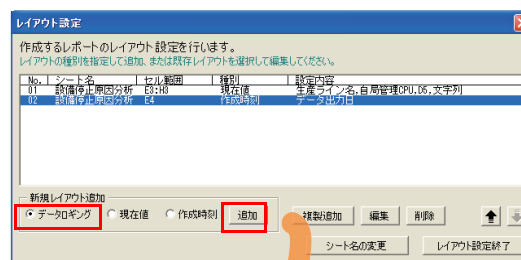 レイアウト設定
作成するレポートのレイアウト設定を行います。
レイアウトの種別を指定して追加、または既存レイアウトを選択して編集してください。
No. シート名 セル範囲 種別 設定内容
01 設備停止原因分析 E3:H3 現在値 生産ライン名,自局管理CPU,D5,文字列
02 設備停止原因分析 E4 作成時刻 データ出力日
新規レイアウト追加
データロギング 現在値 作成時刻 追加 複製追加 編集 削除
シート名の変更 レイアウト設定終了